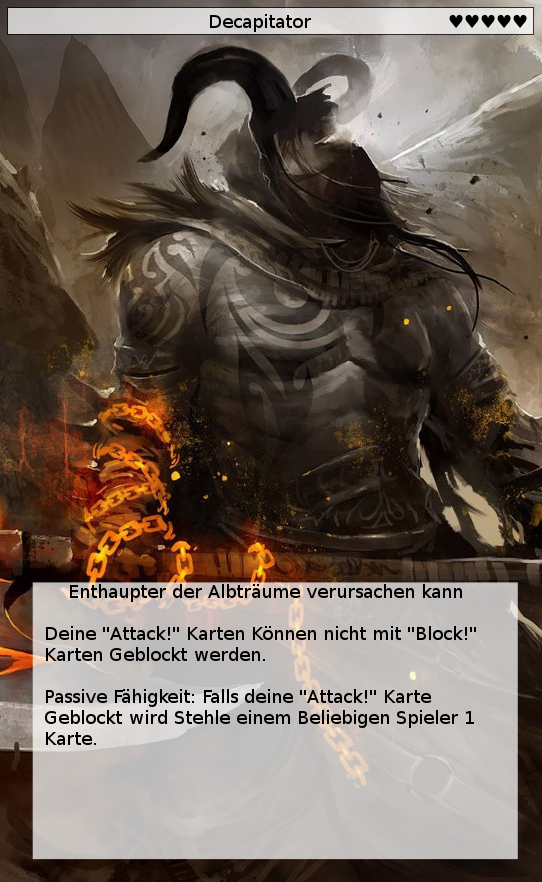 Decapitator ♥♥♥♥♥
Enthaupter der Albträume verursachen kann
Deine "Attack!" Karten Können nicht mit "Block!"
Karten Geblockt werden.
Passive Fähigkeit: Falls deine "Attack!" Karte
Geblockt wird Stehle einem Beliebigen Spieler 1
Karte.